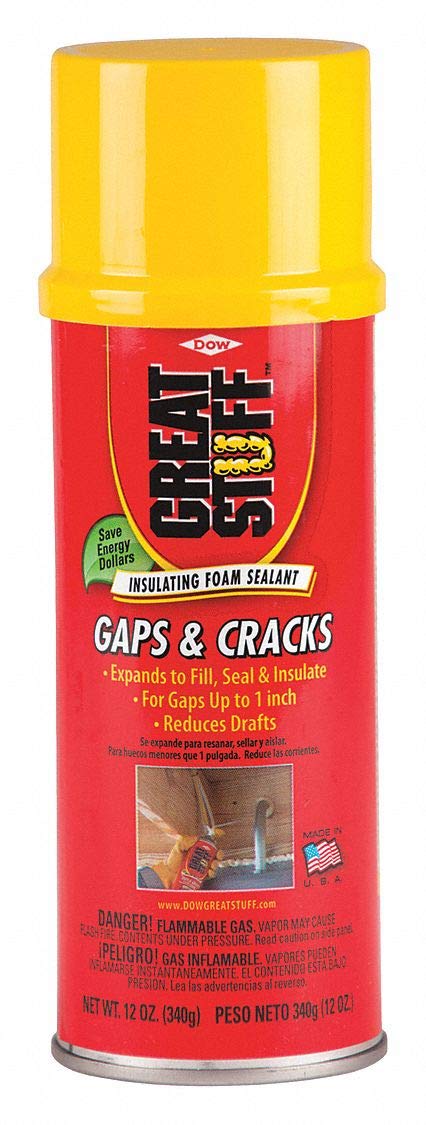 DOW
GREAT
STUFF™
Save
Energy
Dollars
INSULATING FOAM SEALANT
GAPS & CRACKS
• Expands to Fill, Seal & Insulate
• For Gaps Up to 1 inch
• Reduces Drafts
Se expande para resanar, sellar y aislar.
Para huecos menores que 1 pulgada. Reduce las corrientes.
GREAT STUFF
MADE IN
U. S. A.
www.DOWGREATSTUFF.com
DANGER! FLAMMABLE GAS. VAPOR MAY CAUSE
FLASH FIRE. CONTENTS UNDER PRESSURE. Read caution on side panel.
¡PELIGRO! GAS INFLAMABLE. VAPORES PUEDEN
INFLAMARSE INSTANTANEAMENTE. EL CONTENIDO ESTA BAJO
PRESION. Lea las advertencias al reverso.
NET WT. 12 OZ. (340g) PESO NETO 340g (12 OZ.)